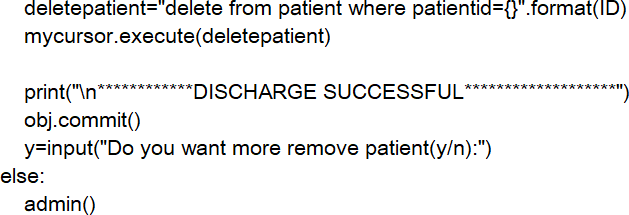 deletepatient="delete from patient where patientid={}".format(ID)
mycursor.execute(deletepatient)
print("\n************DISCHARGE SUCCESSFUL*******************")
obj.commit()
y=input("Do you want more remove patient(y/n):")
else:
admin()